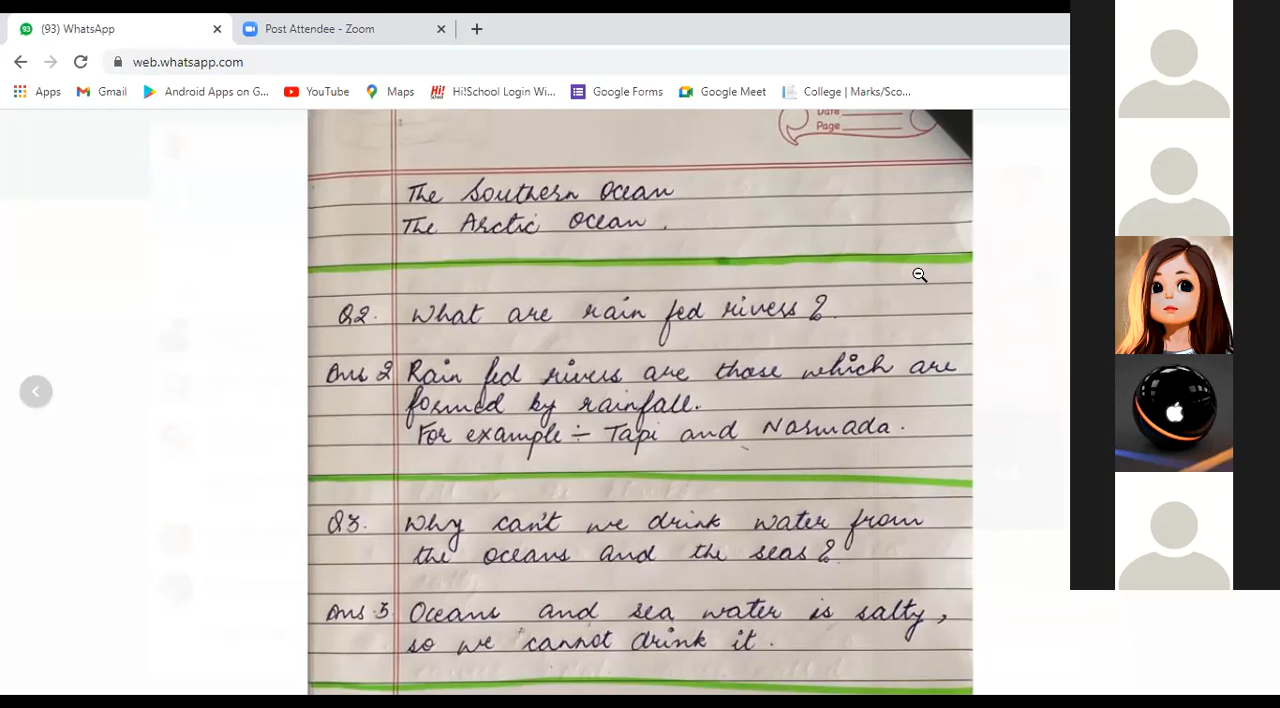 93
(93) WhatsApp
Post Attendee - Zoom
web.whatsapp.com
Apps
Gmail
Android Apps on G...
YouTube
Maps
Hi! Hi!School Login Wi...
Google Forms
Google Meet
College | Marks/Sco...
Date
Page
The Southern Ocean
The Arctic Ocean.
Q2. What are rain fed rivers?
Ans 2 Rain fed rivers are those which are
formed by rainfall.
For example ÷ Tapi and Narmada.
Q3. Why can't we drink water from
the oceans and the seas?
Ans 3. Oceans and sea water is salty,
so we cannot drink it.